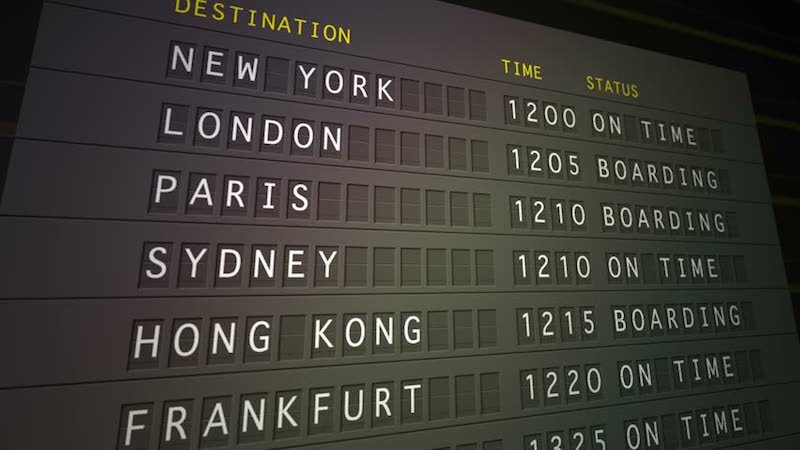 DESTINATION TIME STATUS
NEW YORK 1200 ON TIME
LONDON 1205 BOARDING
PARIS 1210 BOARDING
SYDNEY 1210 ON TIME
HONG KONG 1215 BOARDING
FRANKFURT 1220 ON TIME
1325 ON TIME